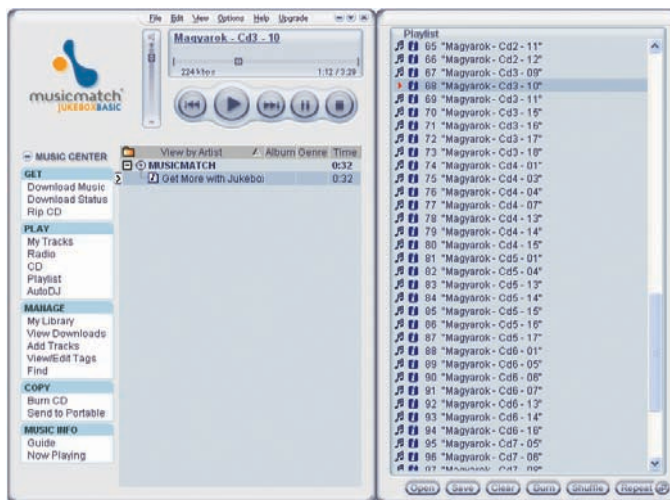 File Edit View Options Help Upgrade
Magyarok - Cd3 - 10
224 kbps 1:12 / 3:29
musicmatch®
JUKEBOX BASIC
MUSIC CENTER
GET
Download Music
Download Status
Rip CD
PLAY
My Tracks
Radio
CD
Playlist
AutoDJ
MANAGE
My Library
View Downloads
Add Tracks
View/Edit Tags
Find
COPY
Burn CD
Send to Portable
MUSIC INFO
Guide
Now Playing
View by Artist Album Genre Time
MUSICMATCH 0:32
Get More with Jukebo 0:32
Playlist
65 "Magyarok - Cd2 - 11"
66 "Magyarok - Cd2 - 12"
67 "Magyarok - Cd3 - 09"
68 "Magyarok - Cd3 - 10"
69 "Magyarok - Cd3 - 11"
70 "Magyarok - Cd3 - 15"
71 "Magyarok - Cd3 - 16"
72 "Magyarok - Cd3 - 17"
73 "Magyarok - Cd3 - 18"
74 "Magyarok - Cd4 - 01"
75 "Magyarok - Cd4 - 03"
76 "Magyarok - Cd4 - 04"
77 "Magyarok - Cd4 - 07"
78 "Magyarok - Cd4 - 13"
79 "Magyarok - Cd4 - 14"
80 "Magyarok - Cd4 - 15"
81 "Magyarok - Cd5 - 01"
82 "Magyarok - Cd5 - 04"
83 "Magyarok - Cd5 - 13"
84 "Magyarok - Cd5 - 14"
85 "Magyarok - Cd5 - 15"
86 "Magyarok - Cd5 - 16"
87 "Magyarok - Cd5 - 17"
88 "Magyarok - Cd6 - 01"
89 "Magyarok - Cd6 - 05"
90 "Magyarok - Cd6 - 06"
91 "Magyarok - Cd6 - 07"
92 "Magyarok - Cd6 - 13"
93 "Magyarok - Cd6 - 14"
94 "Magyarok - Cd6 - 16"
95 "Magyarok - Cd7 - 05"
96 "Magyarok - Cd7 - 06"
97 "Magyarok - Cd7 - 09"
Open Save Clear Burn Shuffle Repeat